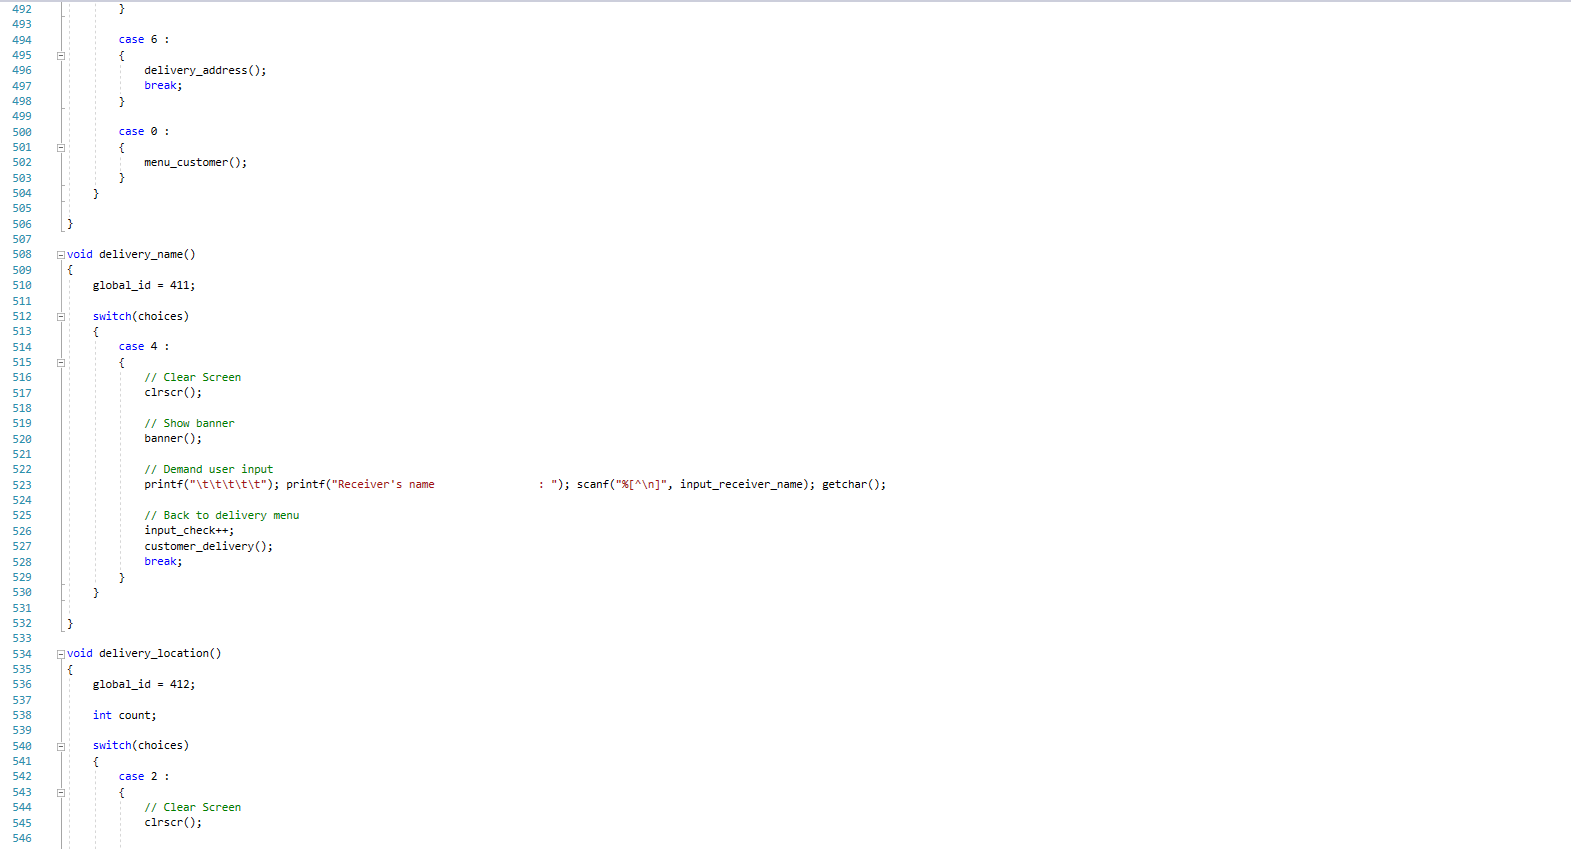 492 }
493
494 case 6 :
495 {
496 delivery_address();
497 break;
498 }
499
500 case 0 :
501 {
502 menu_customer();
503 }
504 }
505
506 }
507
508 void delivery_name()
509 {
510 global_id = 411;
511
512 switch(choices)
513 {
514 case 4 :
515 {
516 // Clear Screen
517 clrscr();
518
519 // Show banner
520 banner();
521
522 // Demand user input
523 printf("\t\t\t\t\t"); printf("Receiver's name                : "); scanf("%[^\n]", input_receiver_name); getchar();
524
525 // Back to delivery menu
526 input_check++;
527 customer_delivery();
528 break;
529 }
530 }
531
532 }
533
534 void delivery_location()
535 {
536 global_id = 412;
537
538 int count;
539
540 switch(choices)
541 {
542 case 2 :
543 {
544 // Clear Screen
545 clrscr();
546